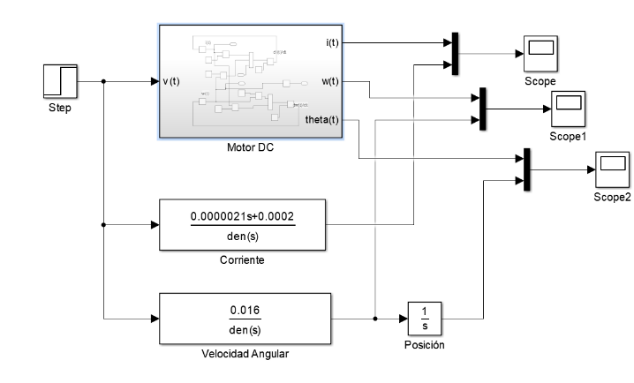 i(t)
v(t)
w(t)
theta(t)
Motor DC
Step
Scope
Scope1
Scope2
0.0000021s+0.0002
den(s)
Corriente
0.016
den(s)
Velocidad Angular
1
s
Posición